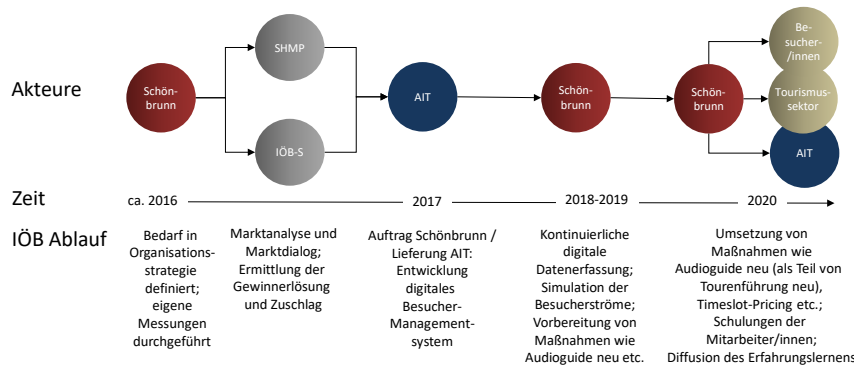 Akteure
Schön-
brunn
SHMP
IÖB-S
AIT
Schön-
brunn
Schön-
brunn
Be-
sucher-
/innen
Tourismus-
sektor
AIT
Zeit
ca. 2016
2017
2018-2019
2020
IÖB Ablauf
Bedarf in
Organisations-
strategie
definiert;
eigene
Messungen
durchgeführt
Marktanalyse und
Marktdialog;
Ermittlung der
Gewinnerlösung
und Zuschlag
Auftrag Schönbrunn /
Lieferung AIT:
Entwicklung
digitales
Besucher-
Management-
system
Kontinuierliche
digitale
Datenerfassung;
Simulation der
Besucherströme;
Vorbereitung von
Maßnahmen wie
Audioguide neu etc.
Umsetzung von
Maßnahmen wie
Audioguide neu (als Teil von
Tourenführung neu),
Timeslot-Pricing etc.;
Schulungen der
Mitarbeiter/innen;
Diffusion des Erfahrungslernens